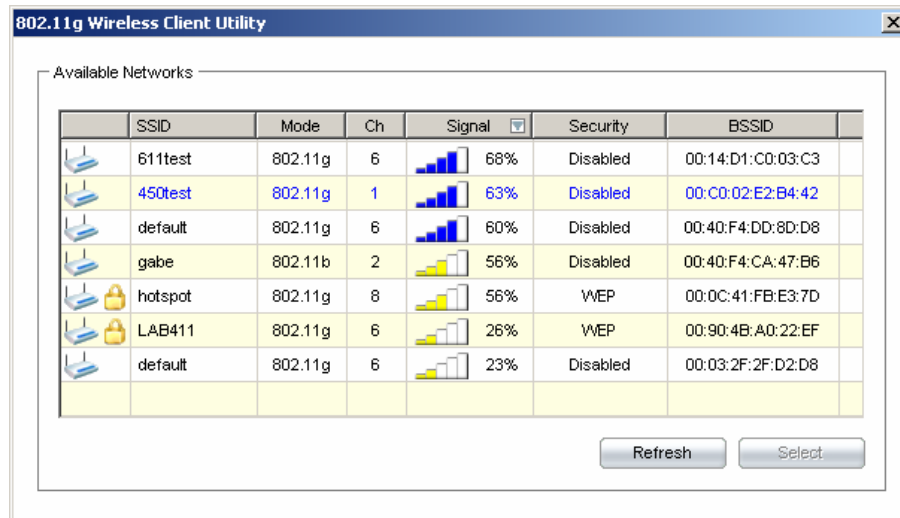 802.11g Wireless Client Utility
Available Networks
SSID Mode Ch Signal Security BSSID
611test 802.11g 6 68% Disabled 00:14:D1:C0:03:C3
450test 802.11g 1 63% Disabled 00:C0:02:E2:B4:42
default 802.11g 6 60% Disabled 00:40:F4:DD:8D:D8
gabe 802.11b 2 56% Disabled 00:40:F4:CA:47:B6
hotspot 802.11g 8 56% WEP 00:0C:41:FB:E3:7D
LAB411 802.11g 6 26% WEP 00:90:4B:A0:22:EF
default 802.11g 6 23% Disabled 00:03:2F:2F:D2:D8
Refresh Select